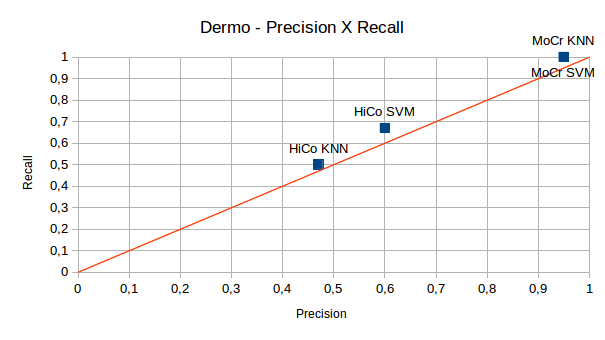 Dermo - Precision X Recall
MoCr KNN
MoCr SVM
HiCo SVM
HiCo KNN
Recall
1
0,9
0,8
0,7
0,6
0,5
0,4
0,3
0,2
0,1
0
0 0,1 0,2 0,3 0,4 0,5 0,6 0,7 0,8 0,9 1
Precision